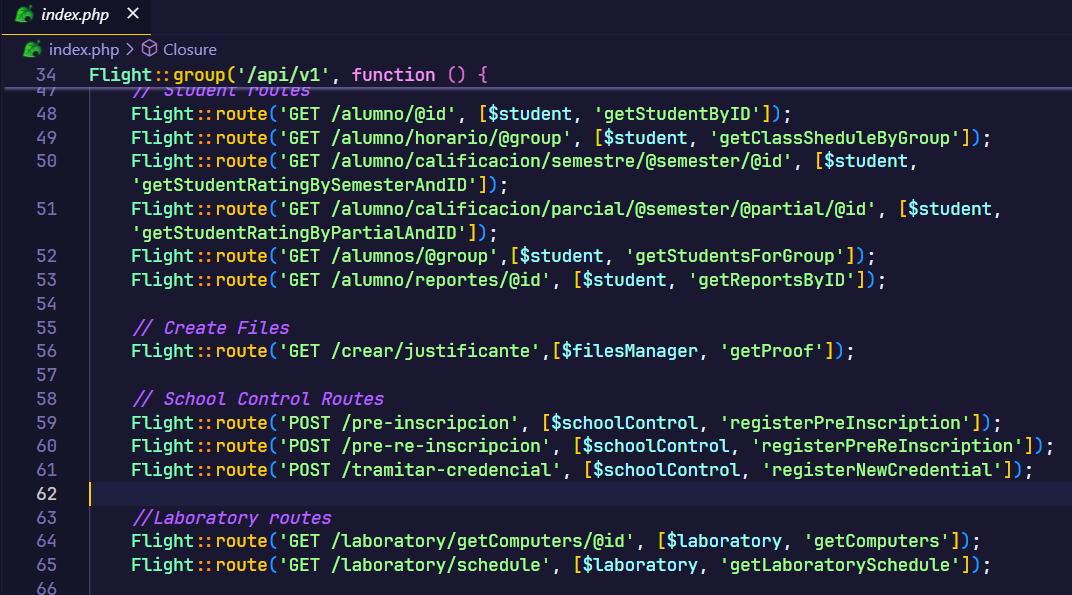 index.php ×
index.php > Closure
34 Flight::group('/api/v1', function () {
47 // Student routes
48 Flight::route('GET /alumno/@id', [$student, 'getStudentByID']);
49 Flight::route('GET /alumno/horario/@group', [$student, 'getClassSheduleByGroup']);
50 Flight::route('GET /alumno/calificacion/semestre/@semester/@id', [$student,
'getStudentRatingBySemesterAndID']);
51 Flight::route('GET /alumno/calificacion/parcial/@semester/@partial/@id', [$student,
'getStudentRatingByPartialAndID']);
52 Flight::route('GET /alumnos/@group',[$student, 'getStudentsForGroup']);
53 Flight::route('GET /alumno/reportes/@id', [$student, 'getReportsByID']);
54
55 // Create Files
56 Flight::route('GET /crear/justificante',[$filesManager, 'getProof']);
57
58 // School Control Routes
59 Flight::route('POST /pre-inscripcion', [$schoolControl, 'registerPreInscription']);
60 Flight::route('POST /pre-re-inscripcion', [$schoolControl, 'registerPreReInscription']);
61 Flight::route('POST /tramitar-credencial', [$schoolControl, 'registerNewCredential']);
62
63 //Laboratory routes
64 Flight::route('GET /laboratory/getComputers/@id', [$laboratory, 'getComputers']);
65 Flight::route('GET /laboratory/schedule', [$laboratory, 'getLaboratorySchedule']);
66